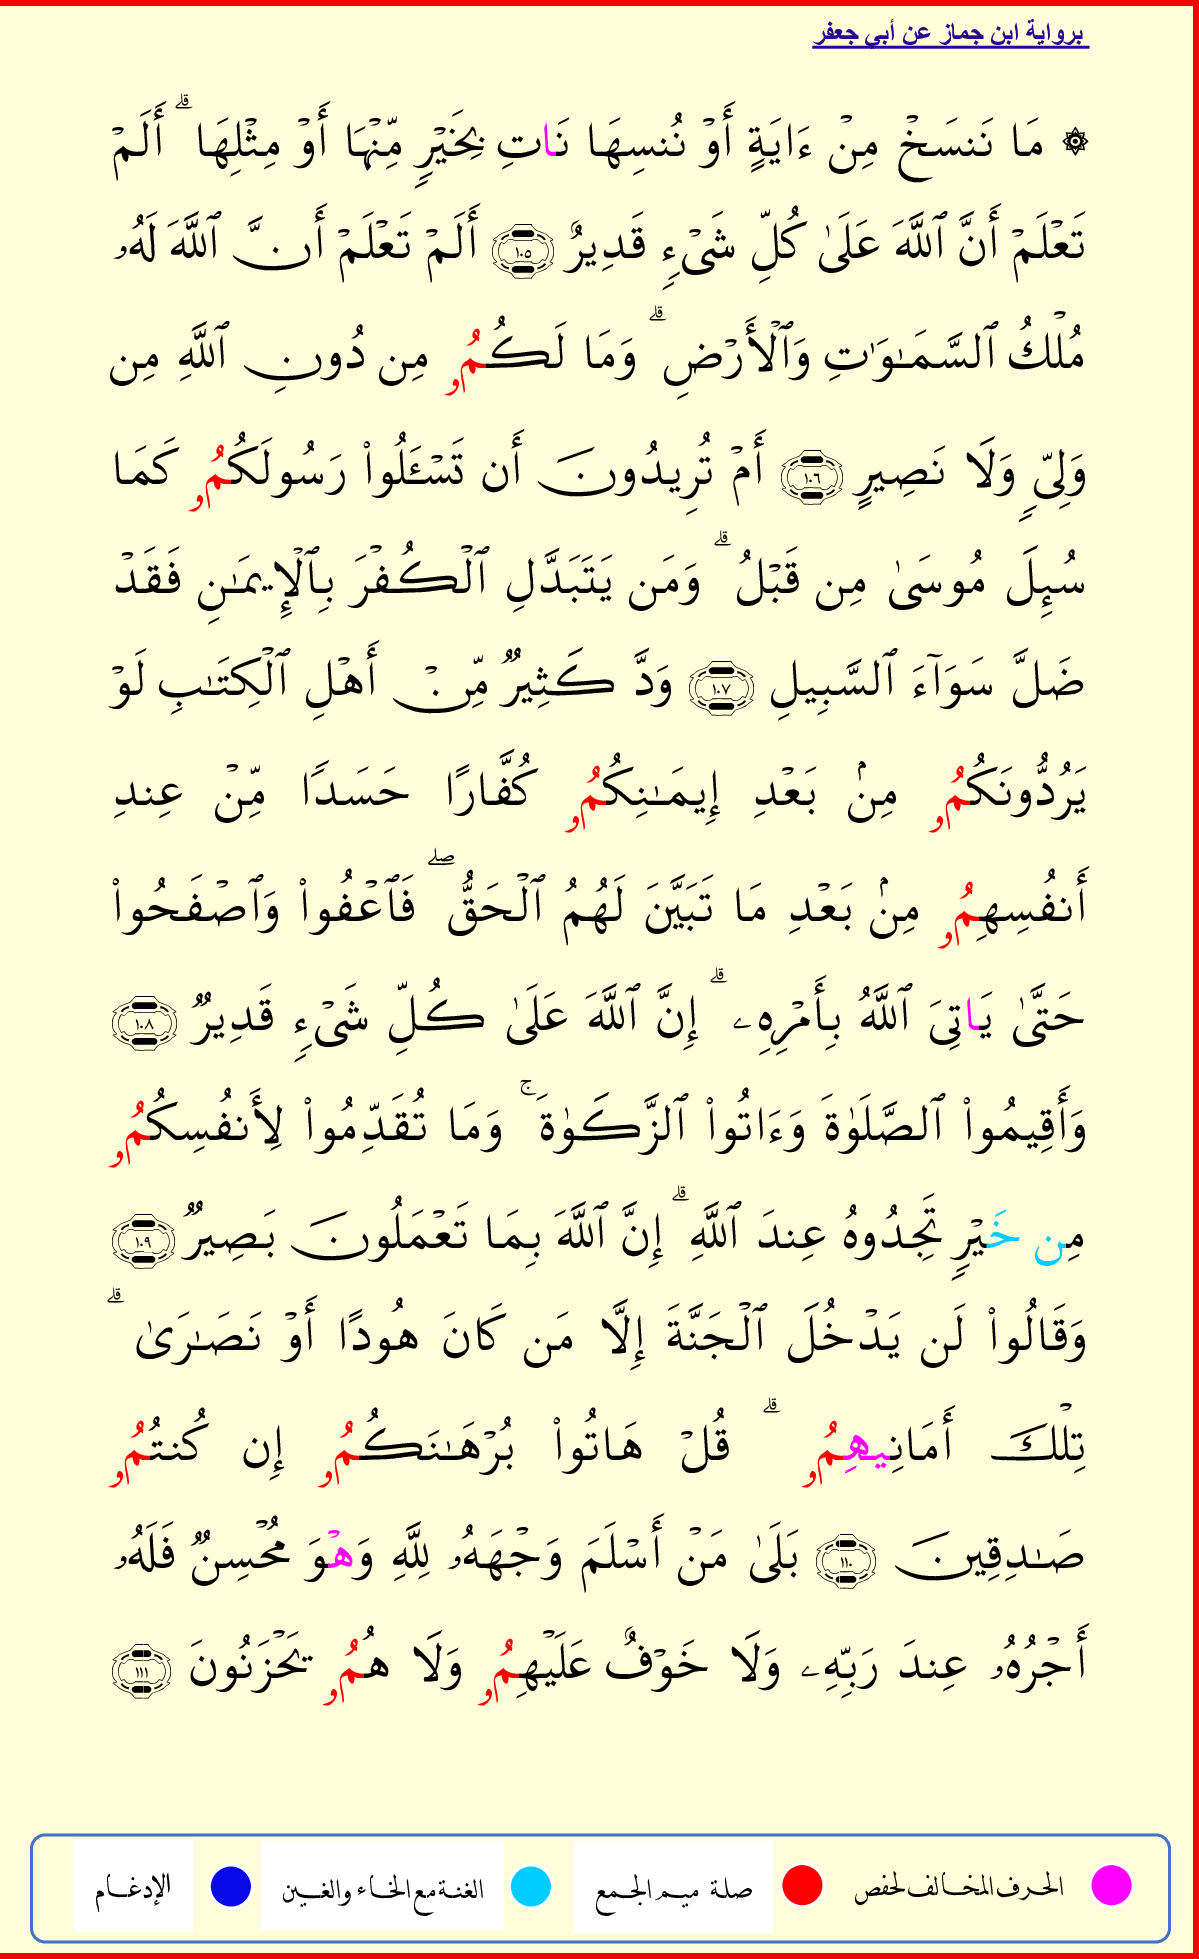 برواية ابن جماز عن أبي جعفر
۞ مَا نَنسَخْ مِنْ ءَايَةٍ أَوْ نُنسِهَا نَاتِ بِخَيْرٍ مِّنْهَا أَوْ مِثْلِهَا ۗ أَلَمْ
تَعْلَمْ أَنَّ ٱللَّهَ عَلَىٰ كُلِّ شَىْءٍ قَدِيرٌ ١٠٥ أَلَمْ تَعْلَمْ أَنَّ ٱللَّهَ لَهُۥ
مُلْكُ ٱلسَّمَـٰوَٰتِ وَٱلْأَرْضِ ۗ وَمَا لَكُمُۥ مِن دُونِ ٱللَّهِ مِن
وَلِىٍّ وَلَا نَصِيرٍ ١٠٦ أَمْ تُرِيدُونَ أَن تَسْـَٔلُوا۟ رَسُولَكُمُۥ كَمَا
سُئِلَ مُوسَىٰ مِن قَبْلُ ۗ وَمَن يَتَبَدَّلِ ٱلْكُفْرَ بِٱلْإِيمَـٰنِ فَقَدْ
ضَلَّ سَوَآءَ ٱلسَّبِيلِ ١٠٧ وَدَّ كَثِيرٌ مِّنْ أَهْلِ ٱلْكِتَـٰبِ لَوْ
يَرُدُّونَكُمُۥ مِنۢ بَعْدِ إِيمَـٰنِكُمُۥ كُفَّارًا حَسَدًا مِّنْ عِندِ
أَنفُسِهِمُۥ مِنۢ بَعْدِ مَا تَبَيَّنَ لَهُمُ ٱلْحَقُّ ۖ فَٱعْفُوا۟ وَٱصْفَحُوا۟
حَتَّىٰ يَاتِىَ ٱللَّهُ بِأَمْرِهِۦ ۗ إِنَّ ٱللَّهَ عَلَىٰ كُلِّ شَىْءٍ قَدِيرٌ ١٠٨
وَأَقِيمُوا۟ ٱلصَّلَوٰةَ وَءَاتُوا۟ ٱلزَّكَوٰةَ ۚ وَمَا تُقَدِّمُوا۟ لِأَنفُسِكُمُۥ
مِن خَيْرٍ تَجِدُوهُ عِندَ ٱللَّهِ ۗ إِنَّ ٱللَّهَ بِمَا تَعْمَلُونَ بَصِيرٌ ١٠٩
وَقَالُوا۟ لَن يَدْخُلَ ٱلْجَنَّةَ إِلَّا مَن كَانَ هُودًا أَوْ نَصَـٰرَىٰ ۗ
تِلْكَ أَمَانِيهِمُۥ ۗ قُلْ هَاتُوا۟ بُرْهَـٰنَكُمُۥ إِن كُنتُمُۥ
صَـٰدِقِينَ ١١٠ بَلَىٰ مَنْ أَسْلَمَ وَجْهَهُۥ لِلَّهِ وَهْوَ مُحْسِنٌ فَلَهُۥ
أَجْرُهُۥ عِندَ رَبِّهِۦ وَلَا خَوْفٌ عَلَيْهِمُۥ وَلَا هُمُۥ يَحْزَنُونَ ١١١
الحرف المخالف لحفص صلة ميم الجمع الغنة مع الخاء والغين الإدغام